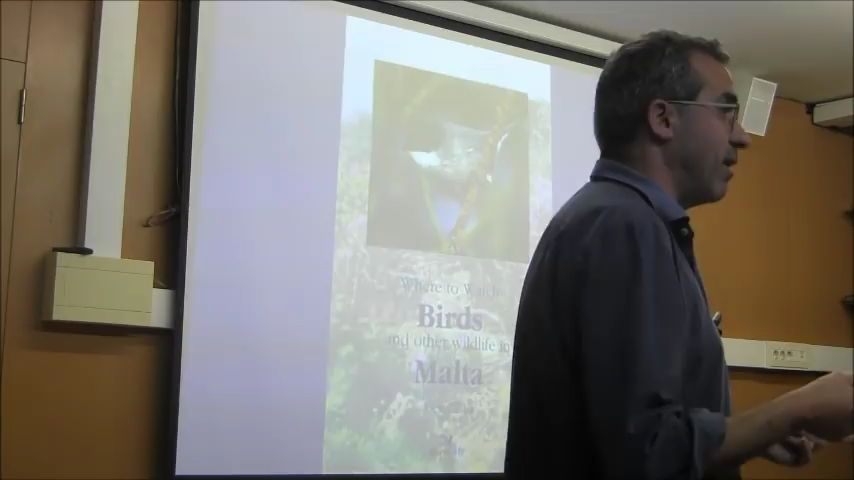 Where to Watch
Birds
and other wildlife in
Malta